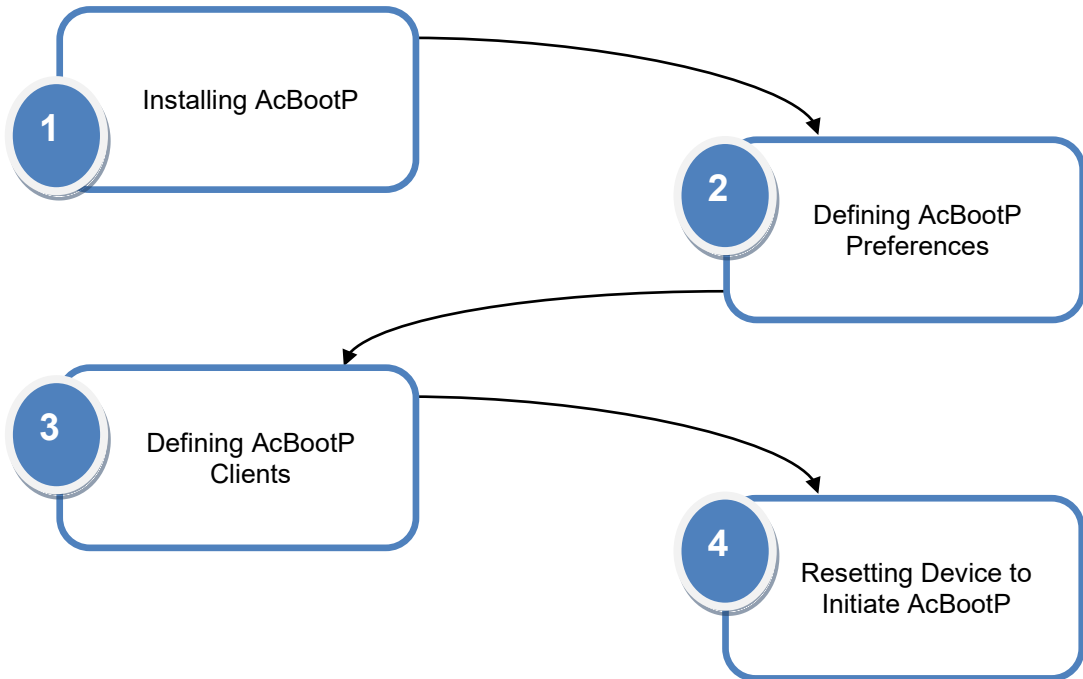 1
Installing AcBootP
2
Defining AcBootP
Preferences
3
Defining AcBootP
Clients
4
Resetting Device to
Initiate AcBootP